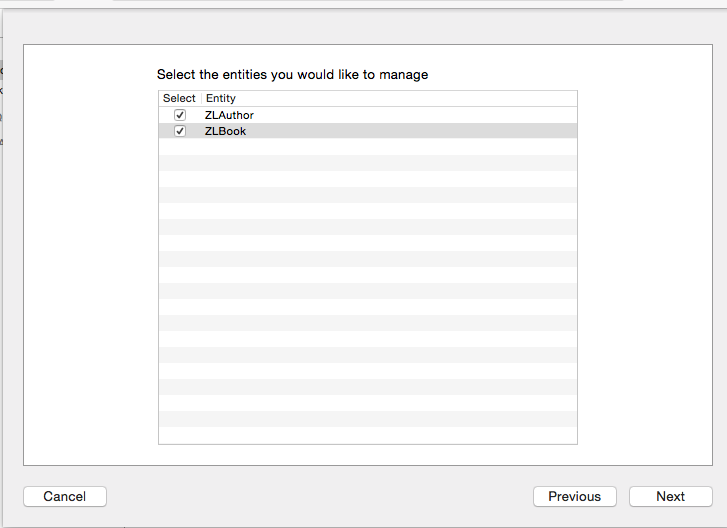 Select the entities you would like to manage
Select Entity
ZLAuthor
ZLBook
Cancel Previous Next